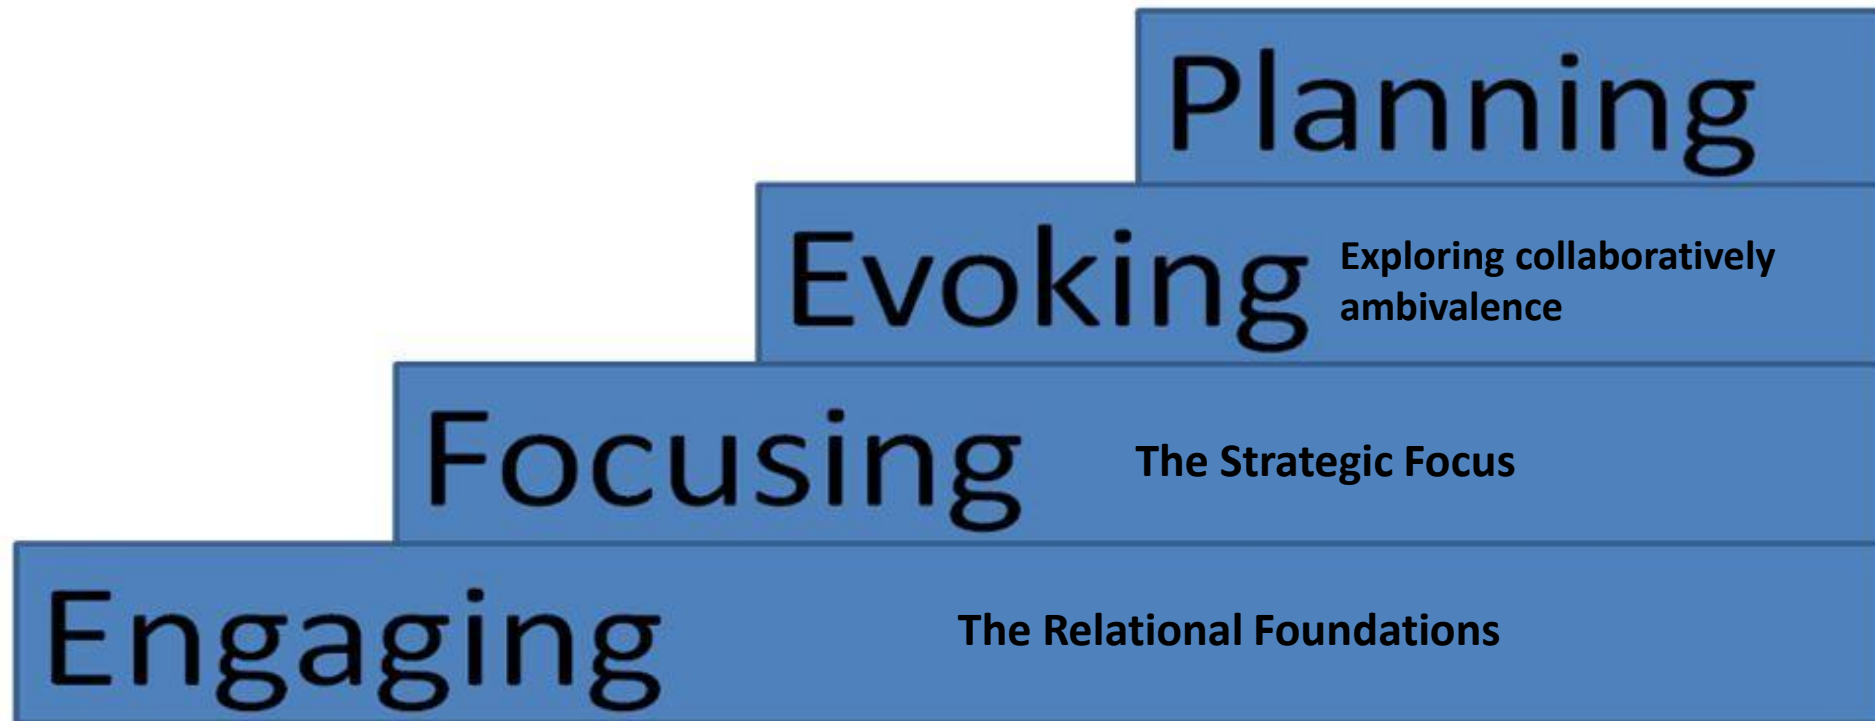 Planning
Evoking
Exploring collaboratively
ambivalence
Focusing
The Strategic Focus
Engaging
The Relational Foundations